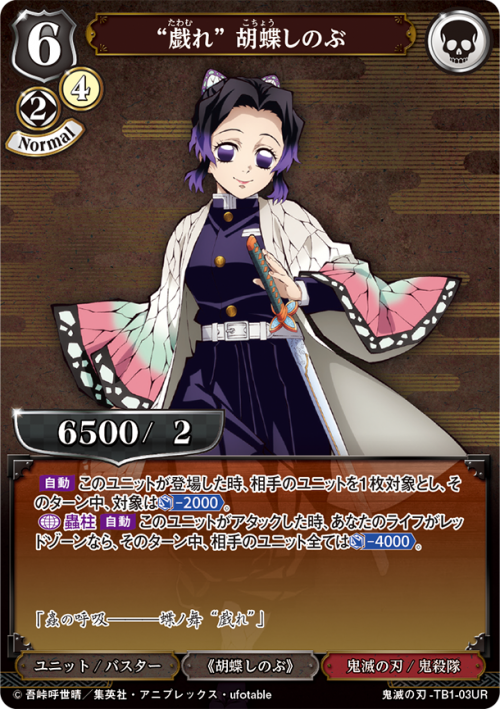 6
たわむ こちょう
“戯れ” 胡蝶しのぶ
2
4
Normal
6500/ 2
自動 このユニットが登場した時、相手のユニットを1枚対象とし、そ
のターン中、対象は-2000。
蟲柱 自動 このユニットがアタックした時、あなたのライフがレッ
ドゾーンなら、そのターン中、相手のユニット全ては-4000。
「蟲の呼吸――――蝶ノ舞 “戯れ”」
ユニット / バスター
《胡蝶しのぶ》
鬼滅の刃 / 鬼殺隊
© 吾峠呼世晴／集英社・アニプレックス・ufotable
鬼滅の刃 -TB1-03UR